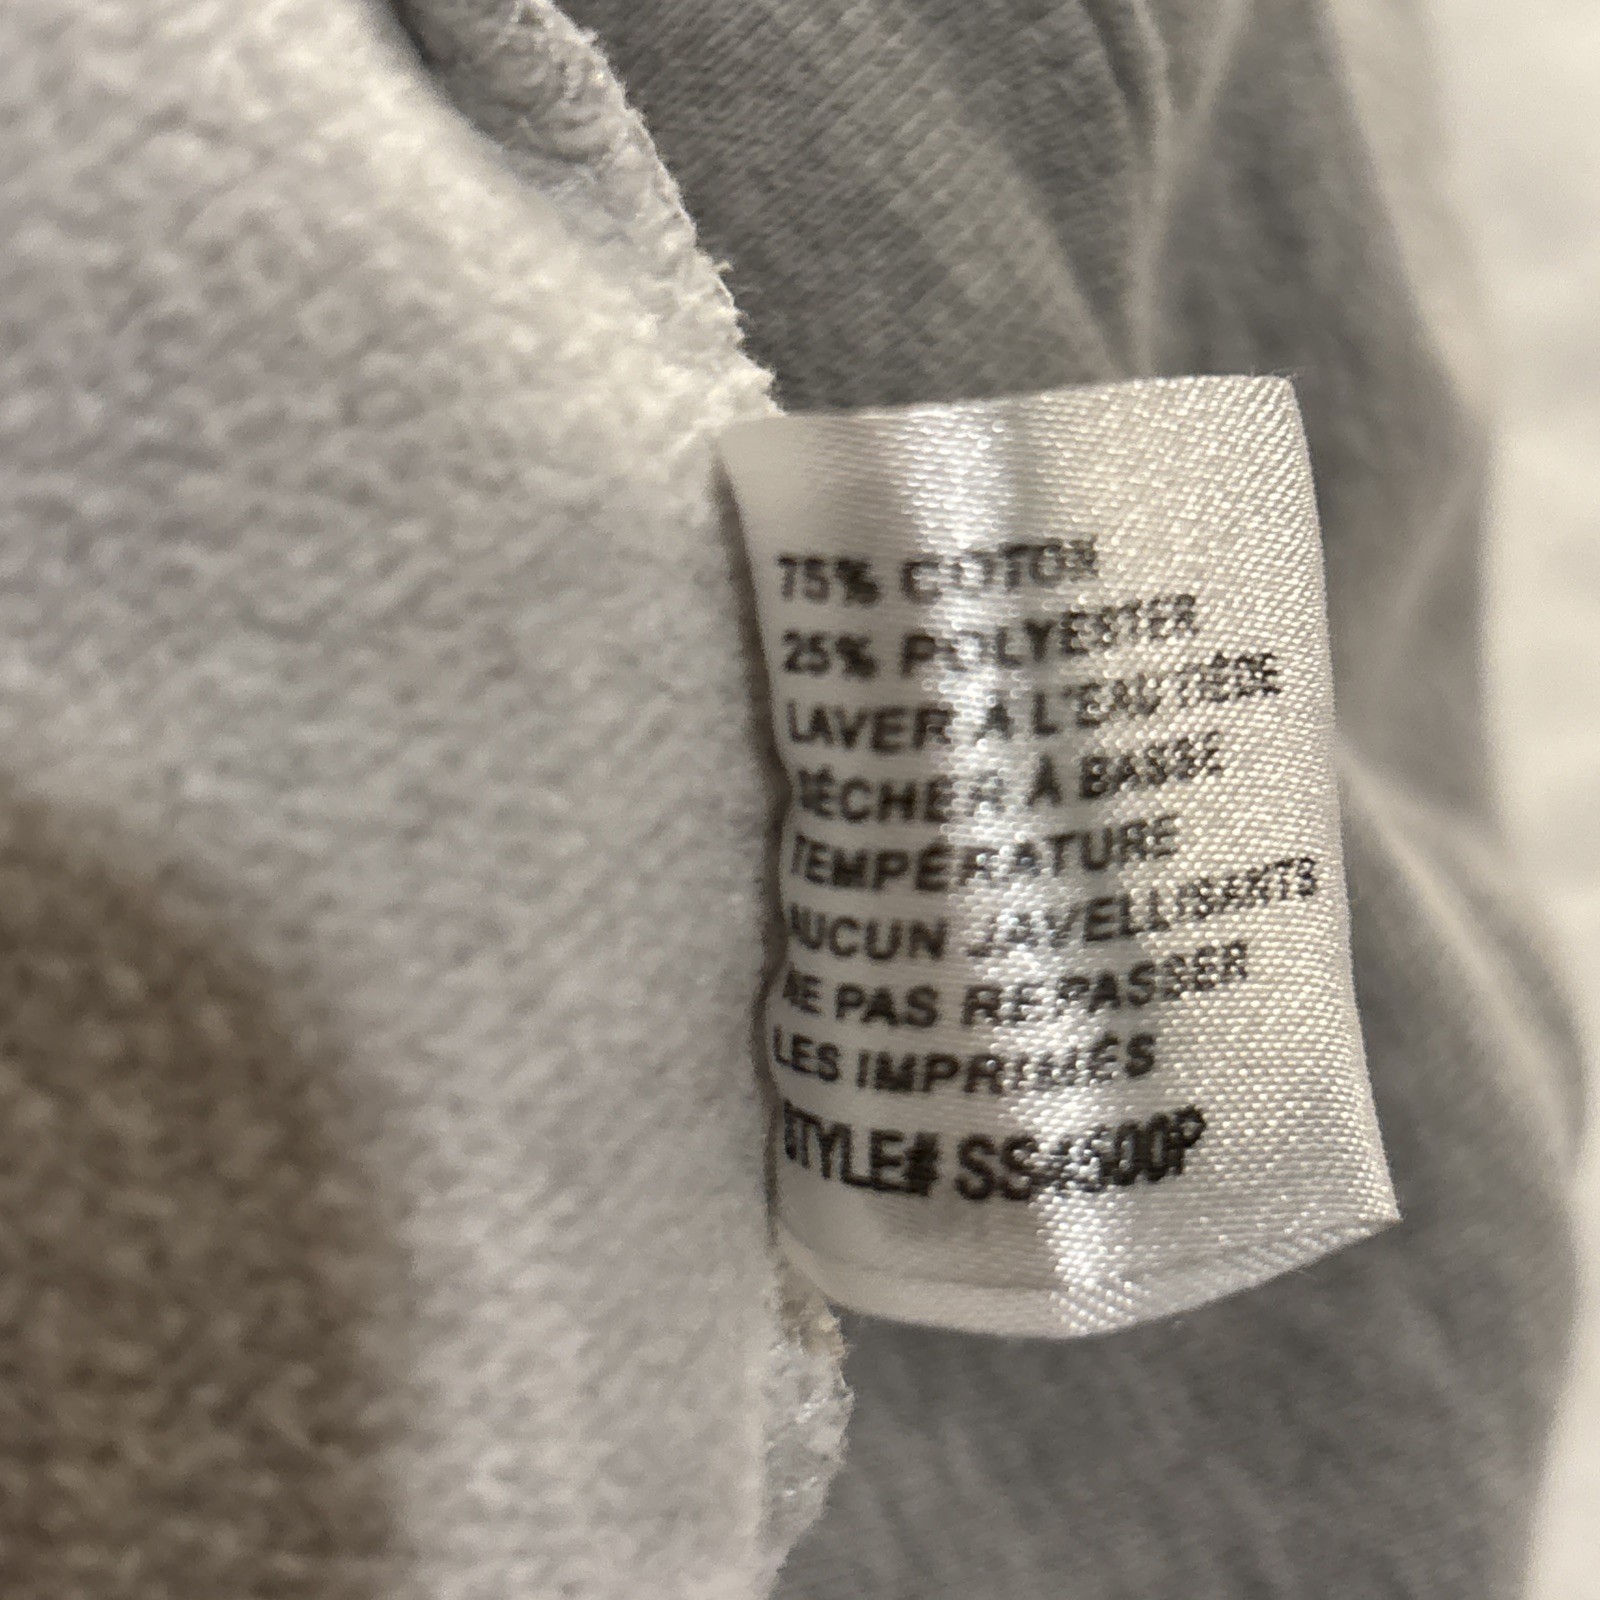 75% COTON
25% POLYESTER
LAVER À L'EAU TIÈDE
SÉCHER À BASSE
TEMPÉRATURE
AUCUN JAVELLISANTS
NE PAS REPASSER
LES IMPRIMÉS
STYLE# SS4500P